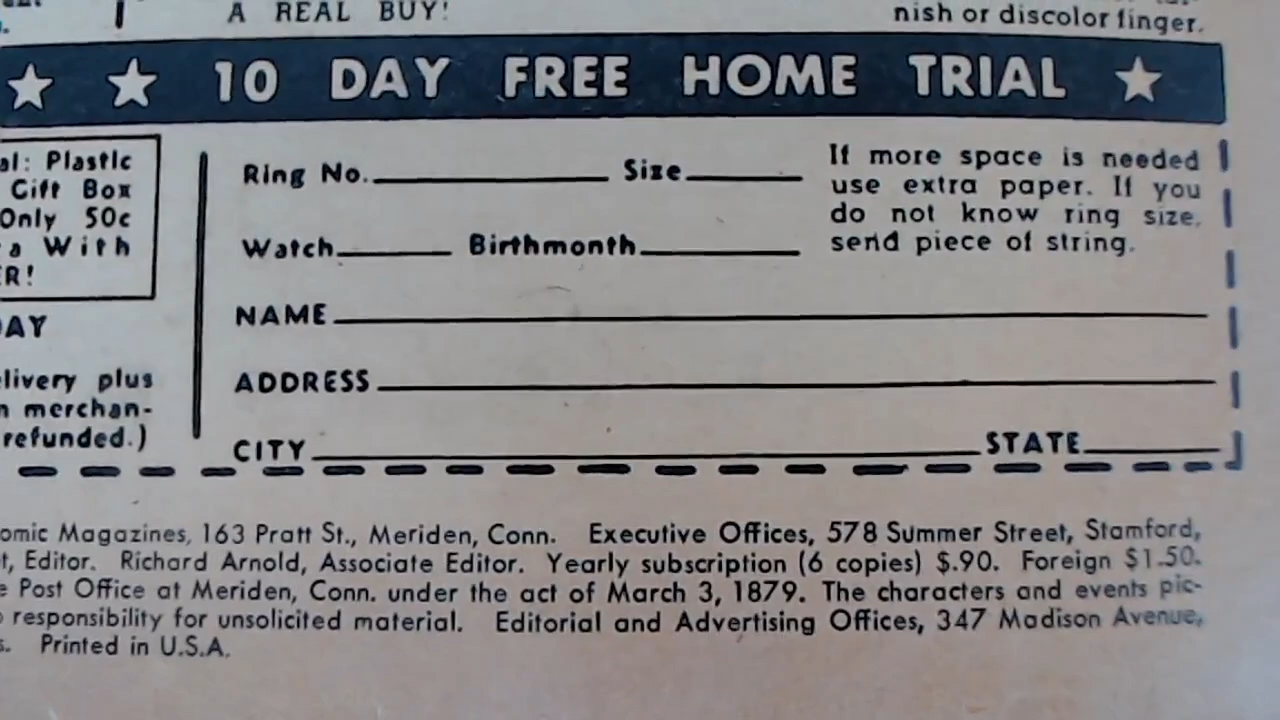 A REAL BUY!
nish or discolor finger.
10 DAY FREE HOME TRIAL
al: Plastic
Gift Box
Only 50c
a With
ER!
DAY
elivery plus
n merchan-
refunded.)
Ring No. Size
Watch Birthmonth
If more space is needed
use extra paper. If you
do not know ring size,
send piece of string.
NAME
ADDRESS
CITY STATE
omic Magazines, 163 Pratt St., Meriden, Conn. Executive Offices, 578 Summer Street, Stamford,
t, Editor. Richard Arnold, Associate Editor. Yearly subscription (6 copies) $.90. Foreign $1.50.
e Post Office at Meriden, Conn. under the act of March 3, 1879. The characters and events pic-
o responsibility for unsolicited material. Editorial and Advertising Offices, 347 Madison Avenue,
s. Printed in U.S.A.